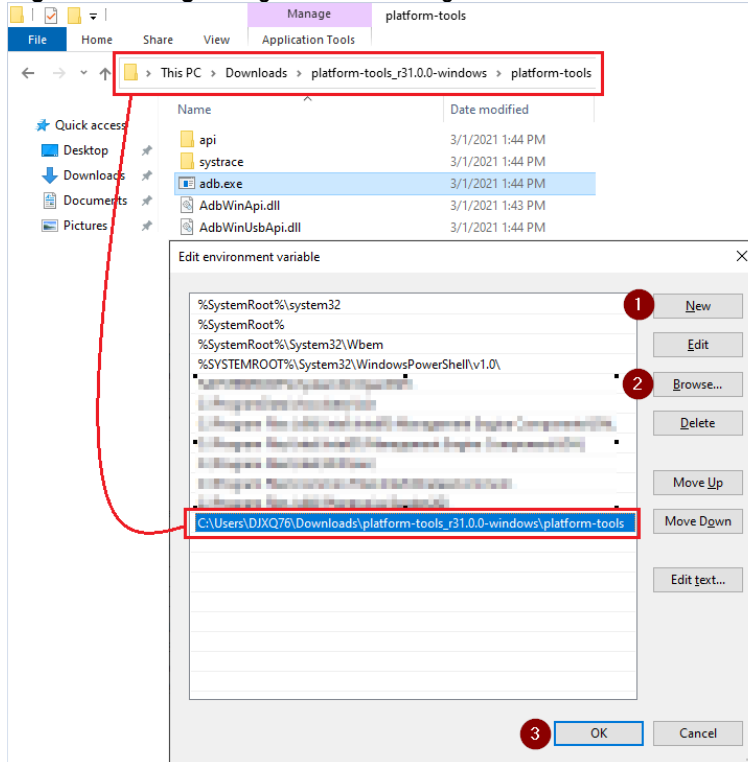 Manage
platform-tools
File
Home
Share
View
Application Tools
This PC > Downloads > platform-tools_r31.0.0-windows > platform-tools
Name
Date modified
Quick access
Desktop
Downloads
Documents
Pictures
api 3/1/2021 1:44 PM
systrace 3/1/2021 1:44 PM
adb.exe 3/1/2021 1:44 PM
AdbWinApi.dll 3/1/2021 1:43 PM
AdbWinUsbApi.dll 3/1/2021 1:44 PM
Edit environment variable
%SystemRoot%\system32
%SystemRoot%
%SystemRoot%\System32\Wbem
%SYSTEMROOT%\System32\WindowsPowerShell\v1.0\
C:\Users\DJXQ76\Downloads\platform-tools_r31.0.0-windows\platform-tools
1
New
Edit
2
Browse...
Delete
Move Up
Move Down
Edit text...
3
OK
Cancel